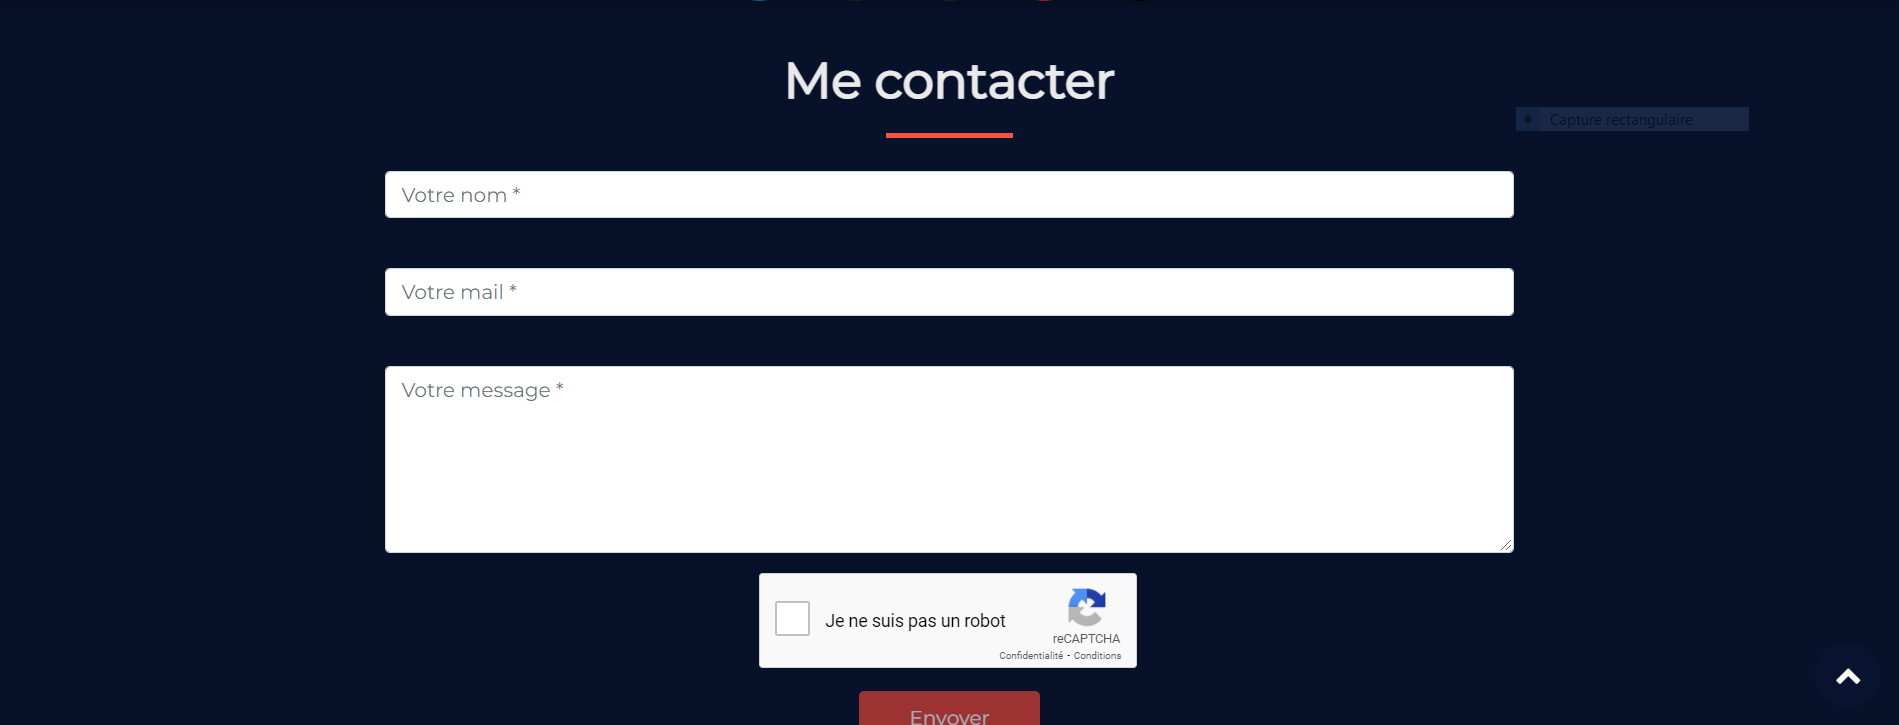 Me contacter
Capture rectangulaire
Votre nom *
Votre mail *
Votre message *
Je ne suis pas un robot
reCAPTCHA
Confidentialité - Conditions
Envoyer